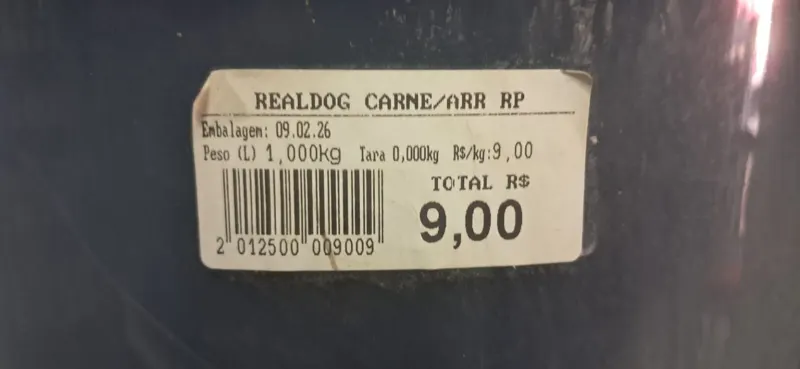 REALDOG CARNE/ARR RP
Embalagem: 09.02.26
Peso (L) 1,000kg Tara 0,000kg R$/kg:9,00
TOTAL R$
9,00
2 012500 009009